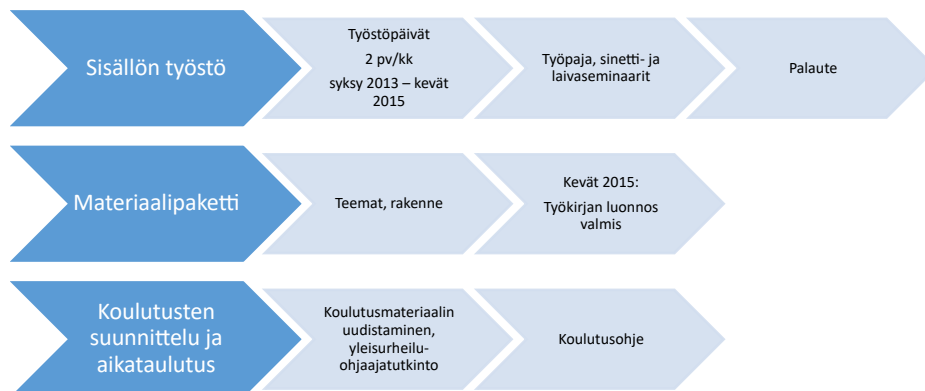 Sisällön työstö
Työstöpäivät
2 pv/kk
syksy 2013 – kevät
2015
Työpaja, sinetti- ja
laivaseminaarit
Palaute
Materiaalipaketti
Teemat, rakenne
Kevät 2015:
Työkirjan luonnos
valmis
Koulutusten
suunnittelu ja
aikataulutus
Koulutusmateriaalin
uudistaminen,
yleisurheilu-
ohjaajatutkinto
Koulutusohje